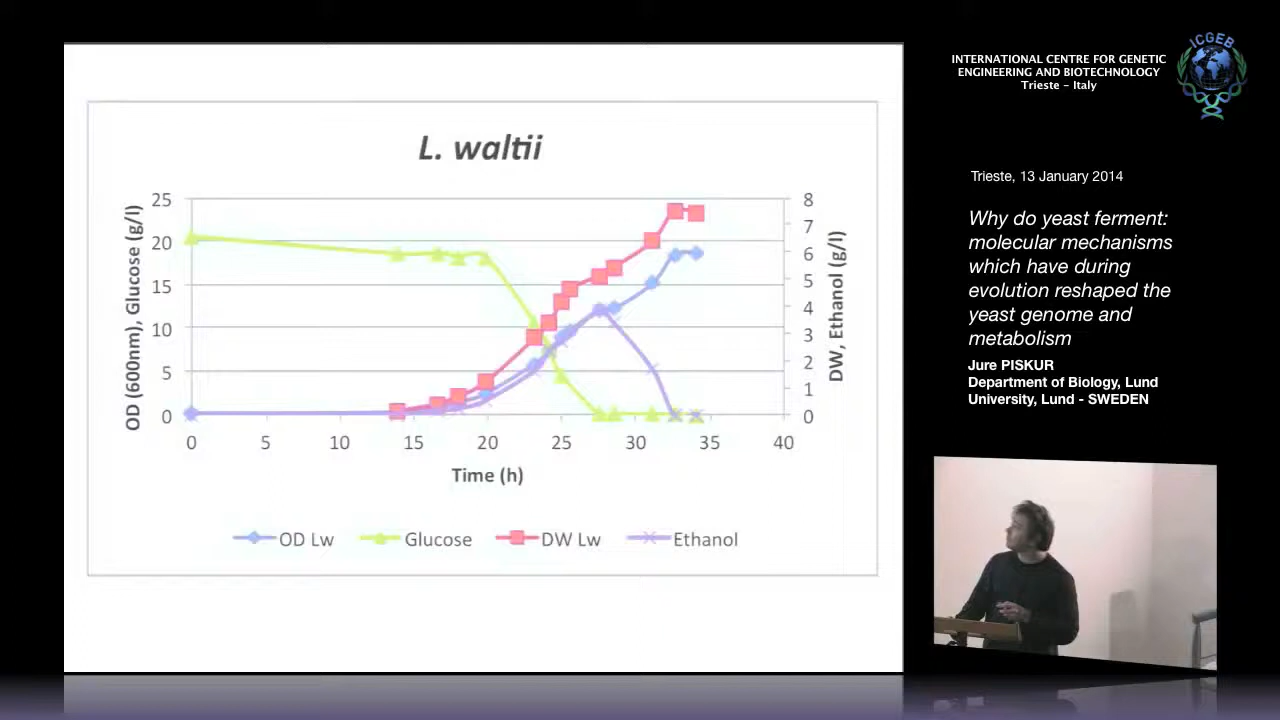 L. waltii
25
20
15
10
5
0
OD (600nm), Glucose (g/l)
8
7
6
5
4
3
2
1
0
DW, Ethanol (g/l)
0 5 10 15 20 25 30 35 40
Time (h)
OD Lw Glucose DW Lw Ethanol
INTERNATIONAL CENTRE FOR GENETIC
ENGINEERING AND BIOTECHNOLOGY
Trieste - Italy
ICGEB
Trieste, 13 January 2014
Why do yeast ferment:
molecular mechanisms
which have during
evolution reshaped the
yeast genome and
metabolism
Jure PISKUR
Department of Biology, Lund
University, Lund - SWEDEN